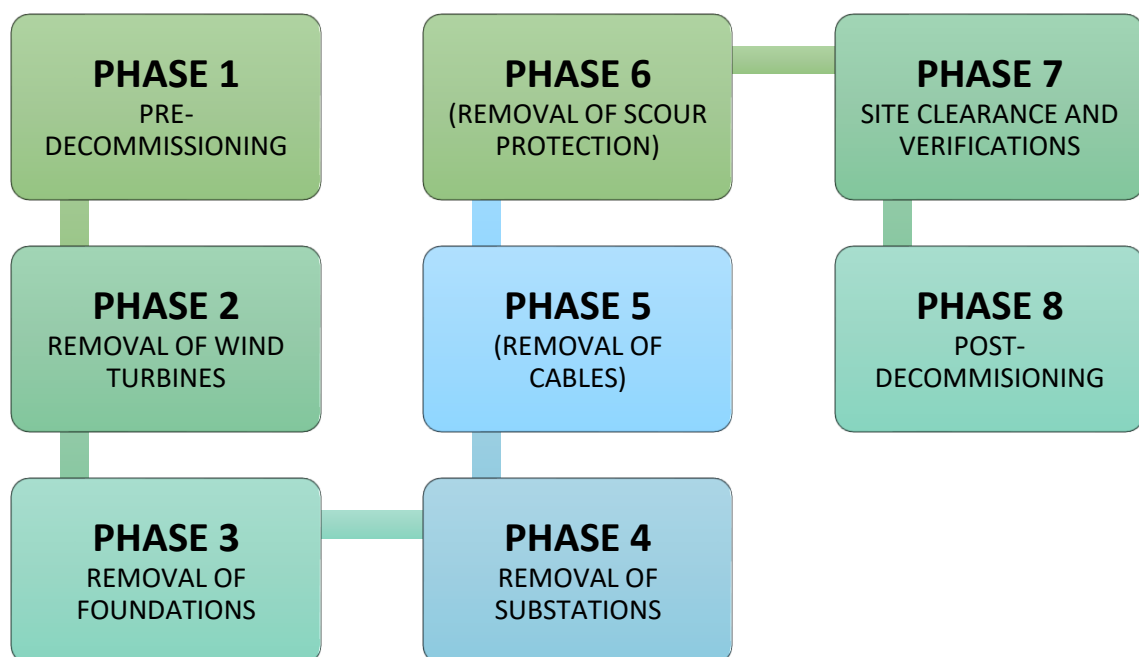 PHASE 1
PRE-
DECOMMISSIONING
PHASE 2
REMOVAL OF WIND
TURBINES
PHASE 3
REMOVAL OF
FOUNDATIONS
PHASE 4
REMOVAL OF
SUBSTATIONS
PHASE 5
(REMOVAL OF
CABLES)
PHASE 6
(REMOVAL OF SCOUR
PROTECTION)
PHASE 7
SITE CLEARANCE AND
VERIFICATIONS
PHASE 8
POST-
DECOMMISIONING